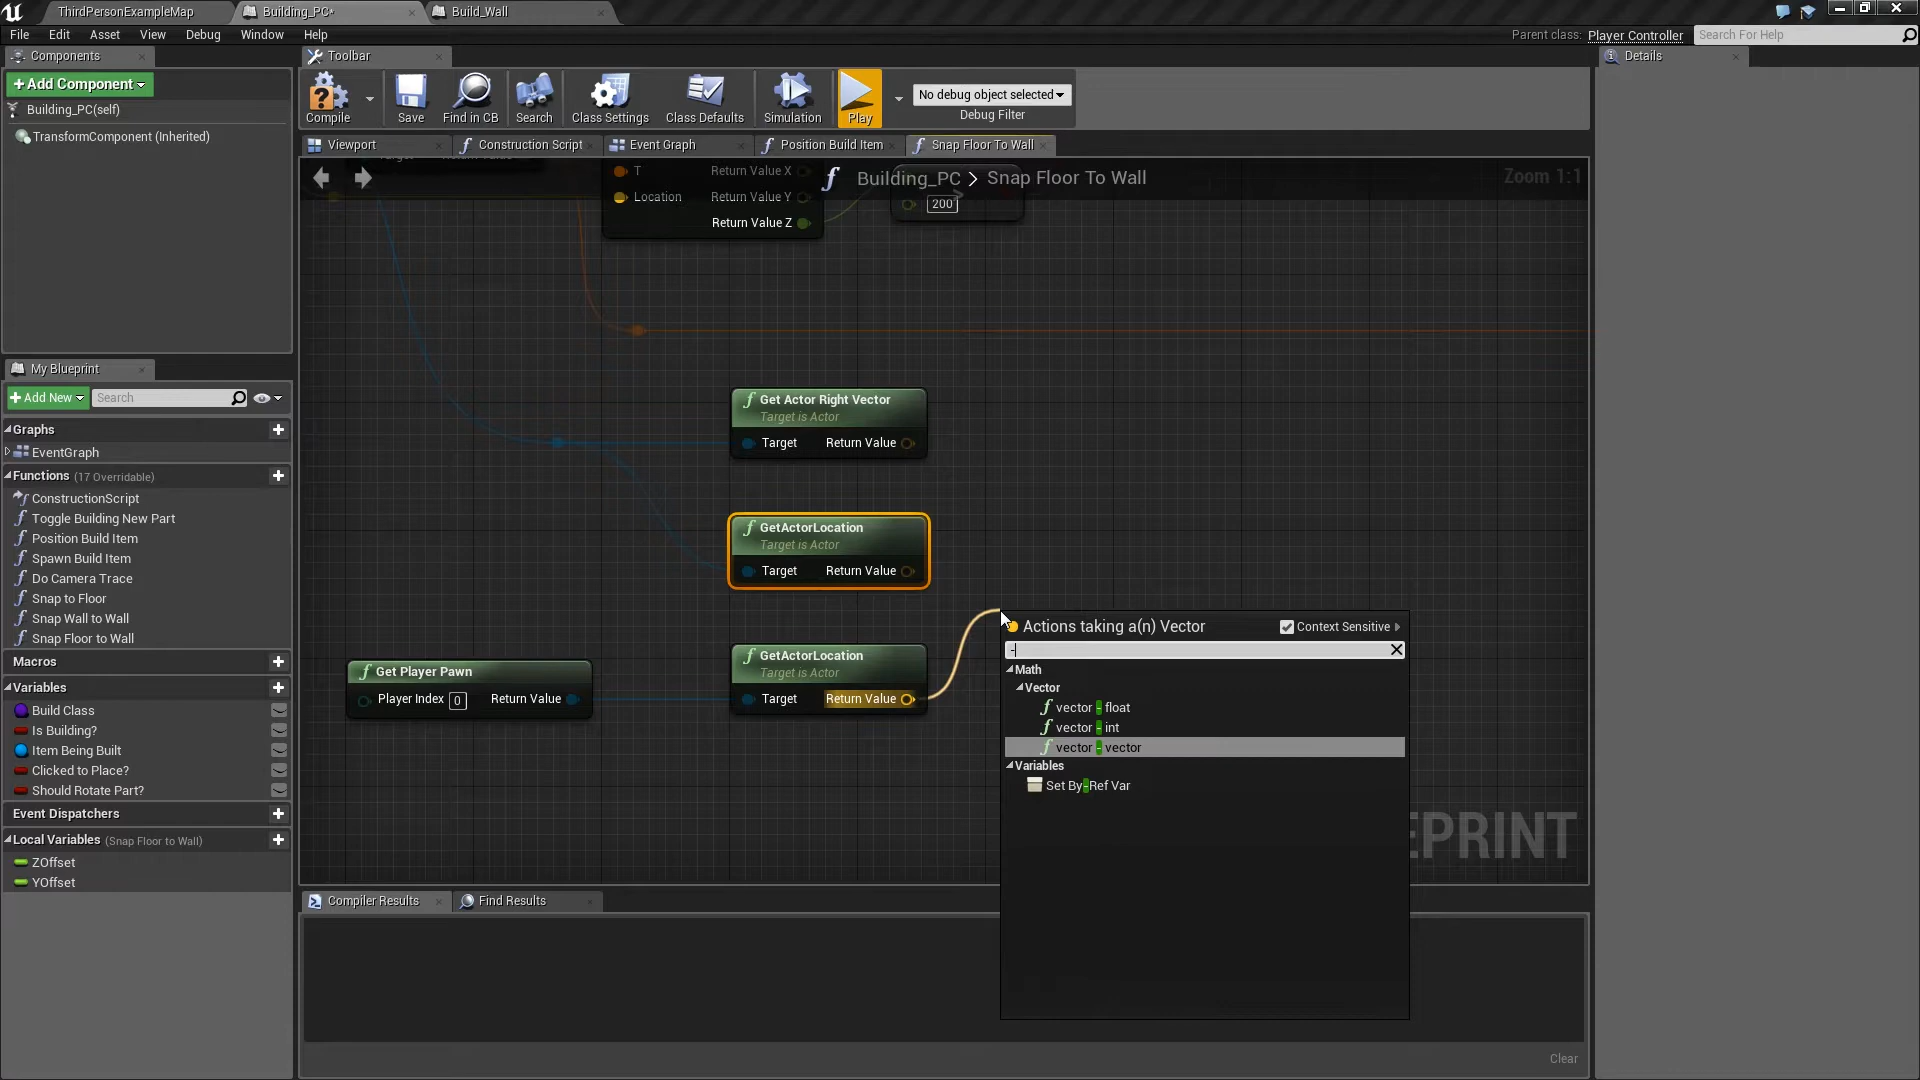 ThirdPersonExampleMap
Building_PC*
Build_Wall
File Edit Asset View Debug Window Help
Parent class: Player Controller
Search For Help
Components
+Add Component
Building_PC(self)
TransformComponent (Inherited)
My Blueprint
+Add New
Search
Graphs
EventGraph
Functions (17 Overridable)
ConstructionScript
Toggle Building New Part
Position Build Item
Spawn Build Item
Do Camera Trace
Snap to Floor
Snap Wall to Wall
Snap Floor to Wall
Macros
Variables
Build Class
Is Building?
Item Being Built
Clicked to Place?
Should Rotate Part?
Event Dispatchers
Local Variables (Snap Floor to Wall)
ZOffset
YOffset
Toolbar
Compile
Save
Find in CB
Search
Class Settings
Class Defaults
Simulation
Play
No debug object selected
Debug Filter
Viewport
Construction Script
Event Graph
Position Build Item
Snap Floor To Wall
Building_PC > Snap Floor To Wall
Zoom 1:1
T Return Value X
Location Return Value Y
Return Value Z
200
Get Actor Right Vector
Target is Actor
Target Return Value
GetActorLocation
Target is Actor
Target Return Value
GetActorLocation
Target is Actor
Target Return Value
Get Player Pawn
Player Index 0 Return Value
Actions taking a(n) Vector
Context Sensitive
-
Math
Vector
vector - float
vector - int
vector - vector
Variables
Set By-Ref Var
EPRINT
Compiler Results
Find Results
Clear
Details